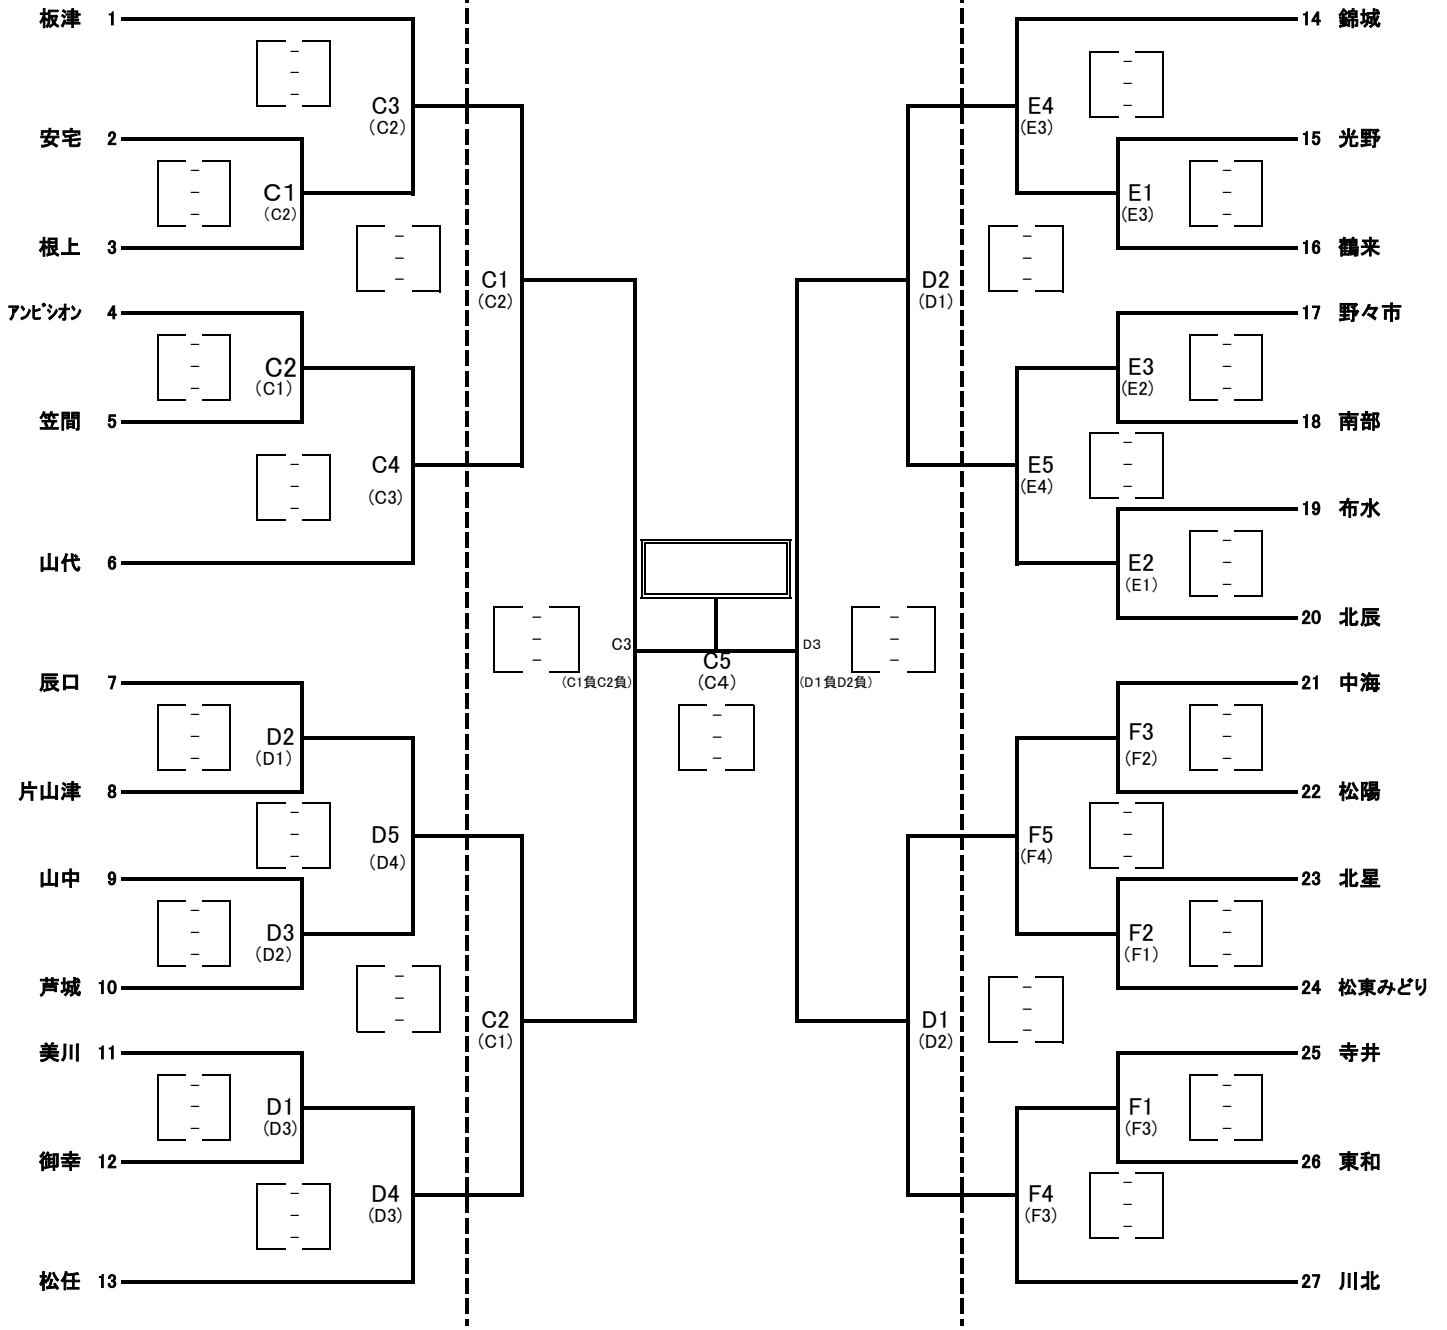 板津 1
C3
(C2)
安宅 2
C1
(C2)
根上 3
C1
(C2)
アンビシオン 4
C2
(C1)
笠間 5
C4
(C3)
山代 6
辰口 7
D2
(D1)
片山津 8
D5
(D4)
山中 9
D3
(D2)
芦城 10
C2
(C1)
美川 11
D1
(D3)
御幸 12
D4
(D3)
松任 13
C3
(C1負C2負)
C5
(C4)
D3
(D1負D2負)
14 錦城
E4
(E3)
15 光野
E1
(E3)
16 鶴来
D2
(D1)
17 野々市
E3
(E2)
18 南部
E5
(E4)
19 布水
E2
(E1)
20 北辰
21 中海
F3
(F2)
22 松陽
F5
(F4)
23 北星
F2
(F1)
24 松東みどり
D1
(D2)
25 寺井
F1
(F3)
26 東和
F4
(F3)
27 川北